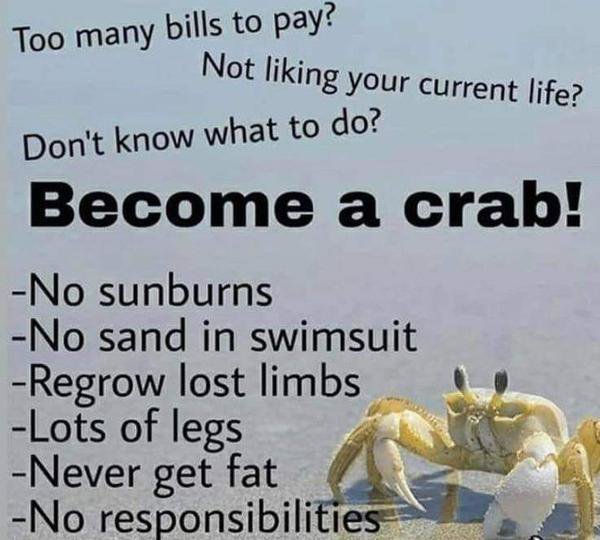 Too many bills to pay?
Not liking your current life?
Don't know what to do?
Become a crab!
-No sunburns
-No sand in swimsuit
-Regrow lost limbs
-Lots of legs
-Never get fat
-No responsibilities